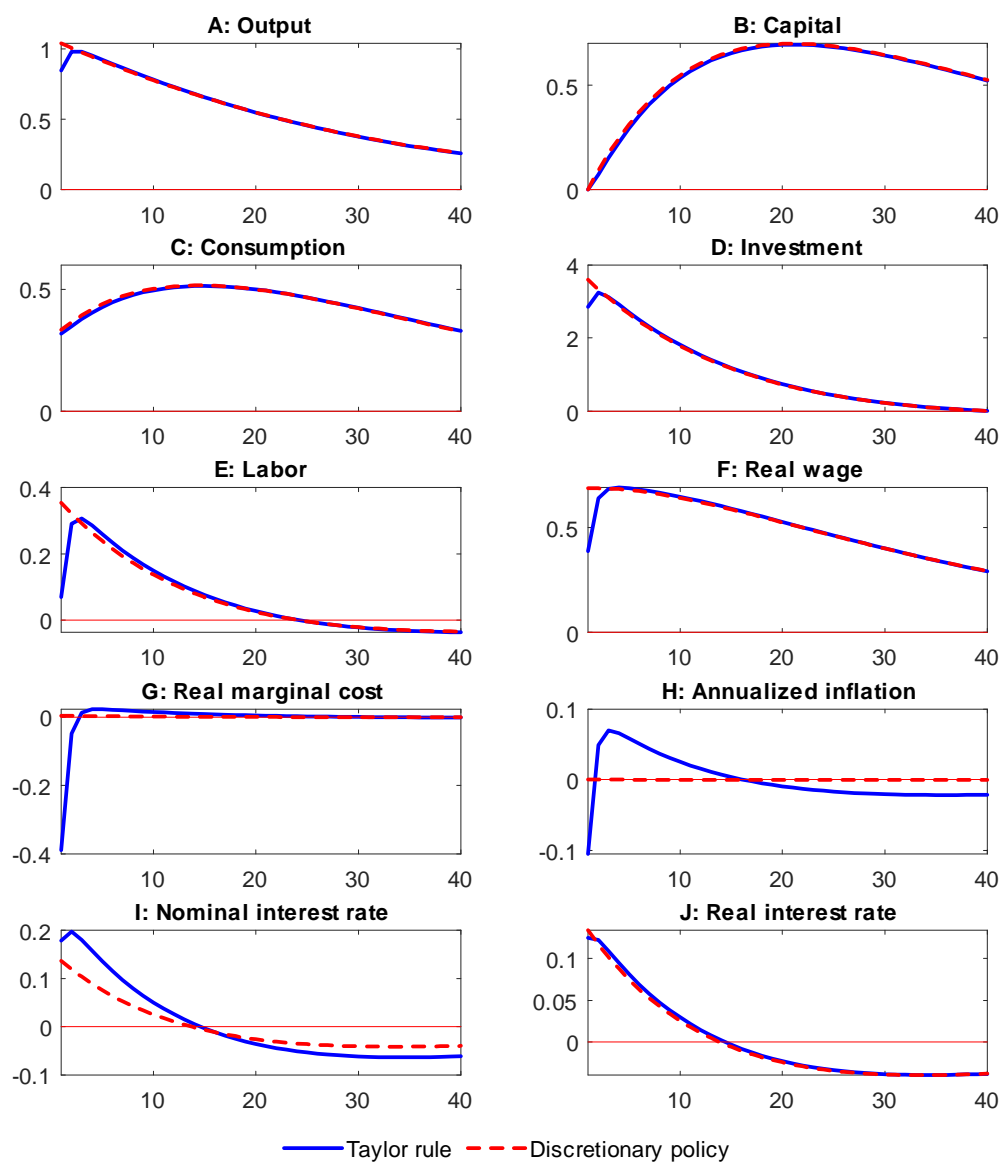 A: Output
1
0.5
0
10 20 30 40
B: Capital
0.5
0
10 20 30 40
C: Consumption
0.5
0
10 20 30 40
D: Investment
4
2
0
10 20 30 40
E: Labor
0.4
0.2
0
10 20 30 40
F: Real wage
0.5
0
10 20 30 40
G: Real marginal cost
0
-0.2
-0.4
10 20 30 40
H: Annualized inflation
0.1
0
-0.1
10 20 30 40
I: Nominal interest rate
0.2
0.1
0
-0.1
10 20 30 40
J: Real interest rate
0.1
0.05
0
10 20 30 40
Taylor rule Discretionary policy